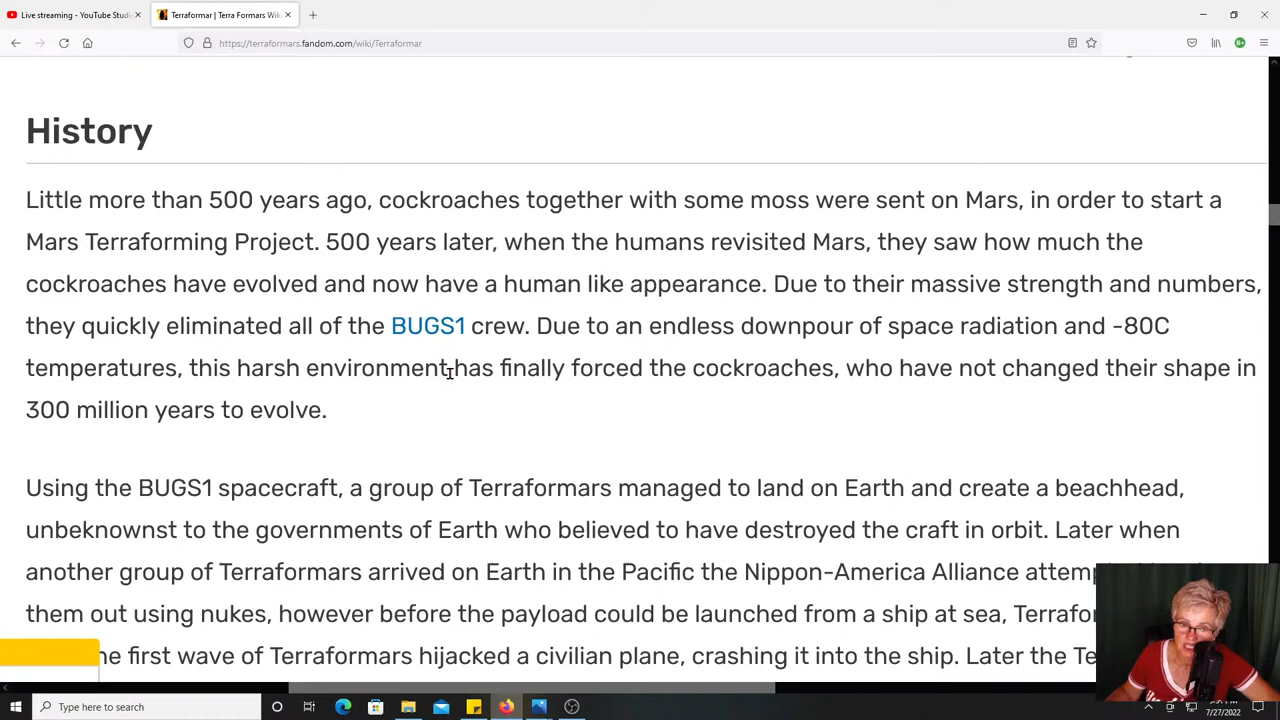 Live streaming - YouTube Studi
Terraformar | Terra Formars Wiki
https://terraformars.fandom.com/wiki/Terraformar
History
Little more than 500 years ago, cockroaches together with some moss were sent on Mars, in order to start a
Mars Terraforming Project. 500 years later, when the humans revisited Mars, they saw how much the
cockroaches have evolved and now have a human like appearance. Due to their massive strength and numbers,
they quickly eliminated all of the BUGS1 crew. Due to an endless downpour of space radiation and -80C
temperatures, this harsh environment has finally forced the cockroaches, who have not changed their shape in
300 million years to evolve.
Using the BUGS1 spacecraft, a group of Terraformars managed to land on Earth and create a beachhead,
unbeknownst to the governments of Earth who believed to have destroyed the craft in orbit. Later when
another group of Terraformars arrived on Earth in the Pacific the Nippon-America Alliance
them out using nukes, however before the payload could be launched from a ship at sea,
first wave of Terraformars hijacked a civilian plane, crashing it into the ship. Later the
Type here to search
7/27/2022